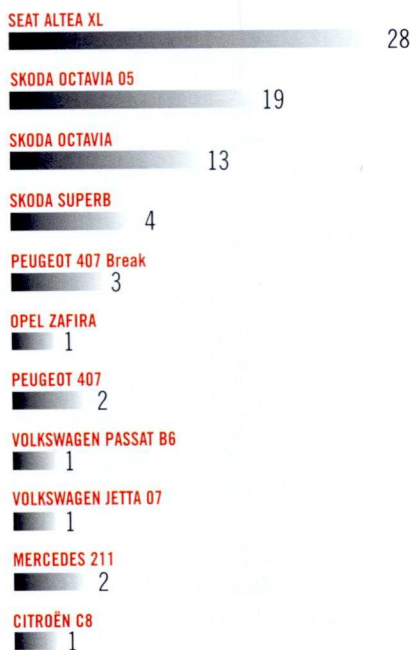 SEAT ALTEA XL
28
SKODA OCTAVIA 05
19
SKODA OCTAVIA
13
SKODA SUPERB
4
PEUGEOT 407 Break
3
OPEL ZAFIRA
1
PEUGEOT 407
2
VOLKSWAGEN PASSAT B6
1
VOLKSWAGEN JETTA 07
1
MERCEDES 211
2
CITROËN C8
1